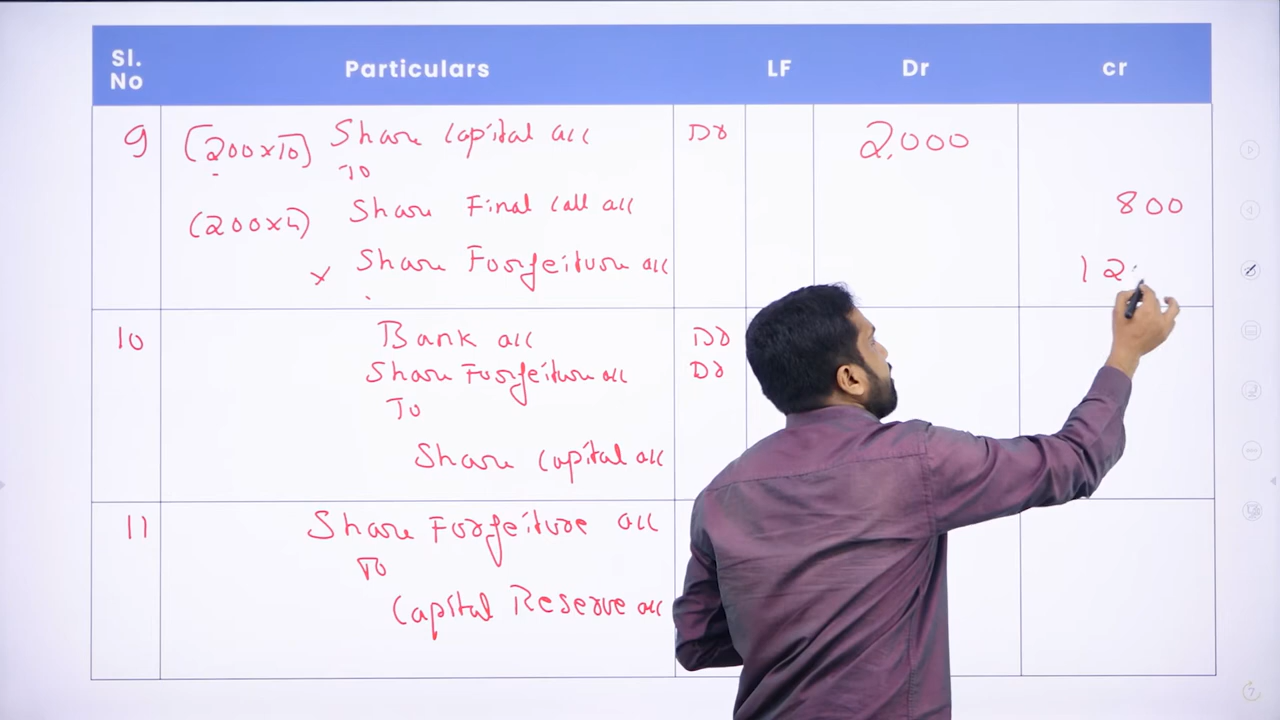 Sl. No Particulars LF Dr cr
9 [200x10] Share Capital a/c Dr 2,000
To
(200x4) Share Final Call a/c 800
x Share Forfeiture a/c 12
10 Bank a/c Dr
Share Forfeiture a/c Dr
To
Share Capital a/c
11 Share Forfeiture a/c
To
Capital Reserve a/c